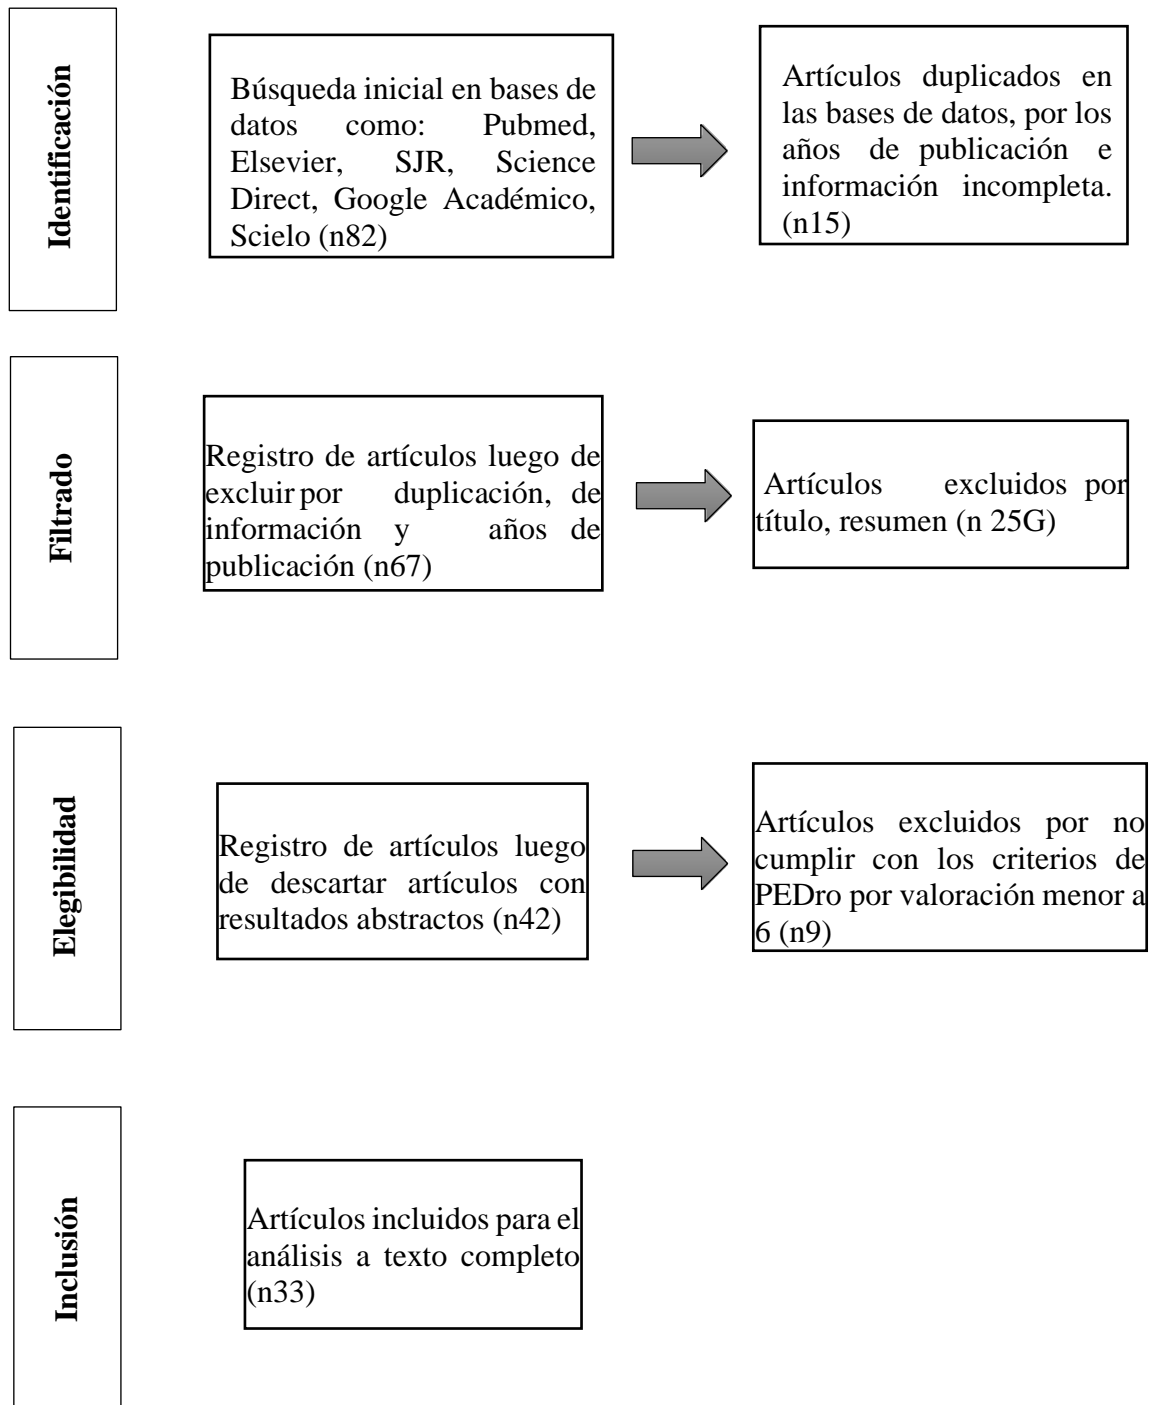 Identificación
Búsqueda inicial en bases de
datos como: Pubmed,
Elsevier, SJR, Science
Direct, Google Académico,
Scielo (n82)
Artículos duplicados en
las bases de datos, por los
años de publicación e
información incompleta.
(n15)
Filtrado
Registro de artículos luego de
excluir por duplicación, de
información y años de
publicación (n67)
Artículos excluidos por
título, resumen (n 25G)
Elegibilidad
Registro de artículos luego
de descartar artículos con
resultados abstractos (n42)
Artículos excluidos por no
cumplir con los criterios de
PEDro por valoración menor a
6 (n9)
Inclusión
Artículos incluidos para el
análisis a texto completo
(n33)